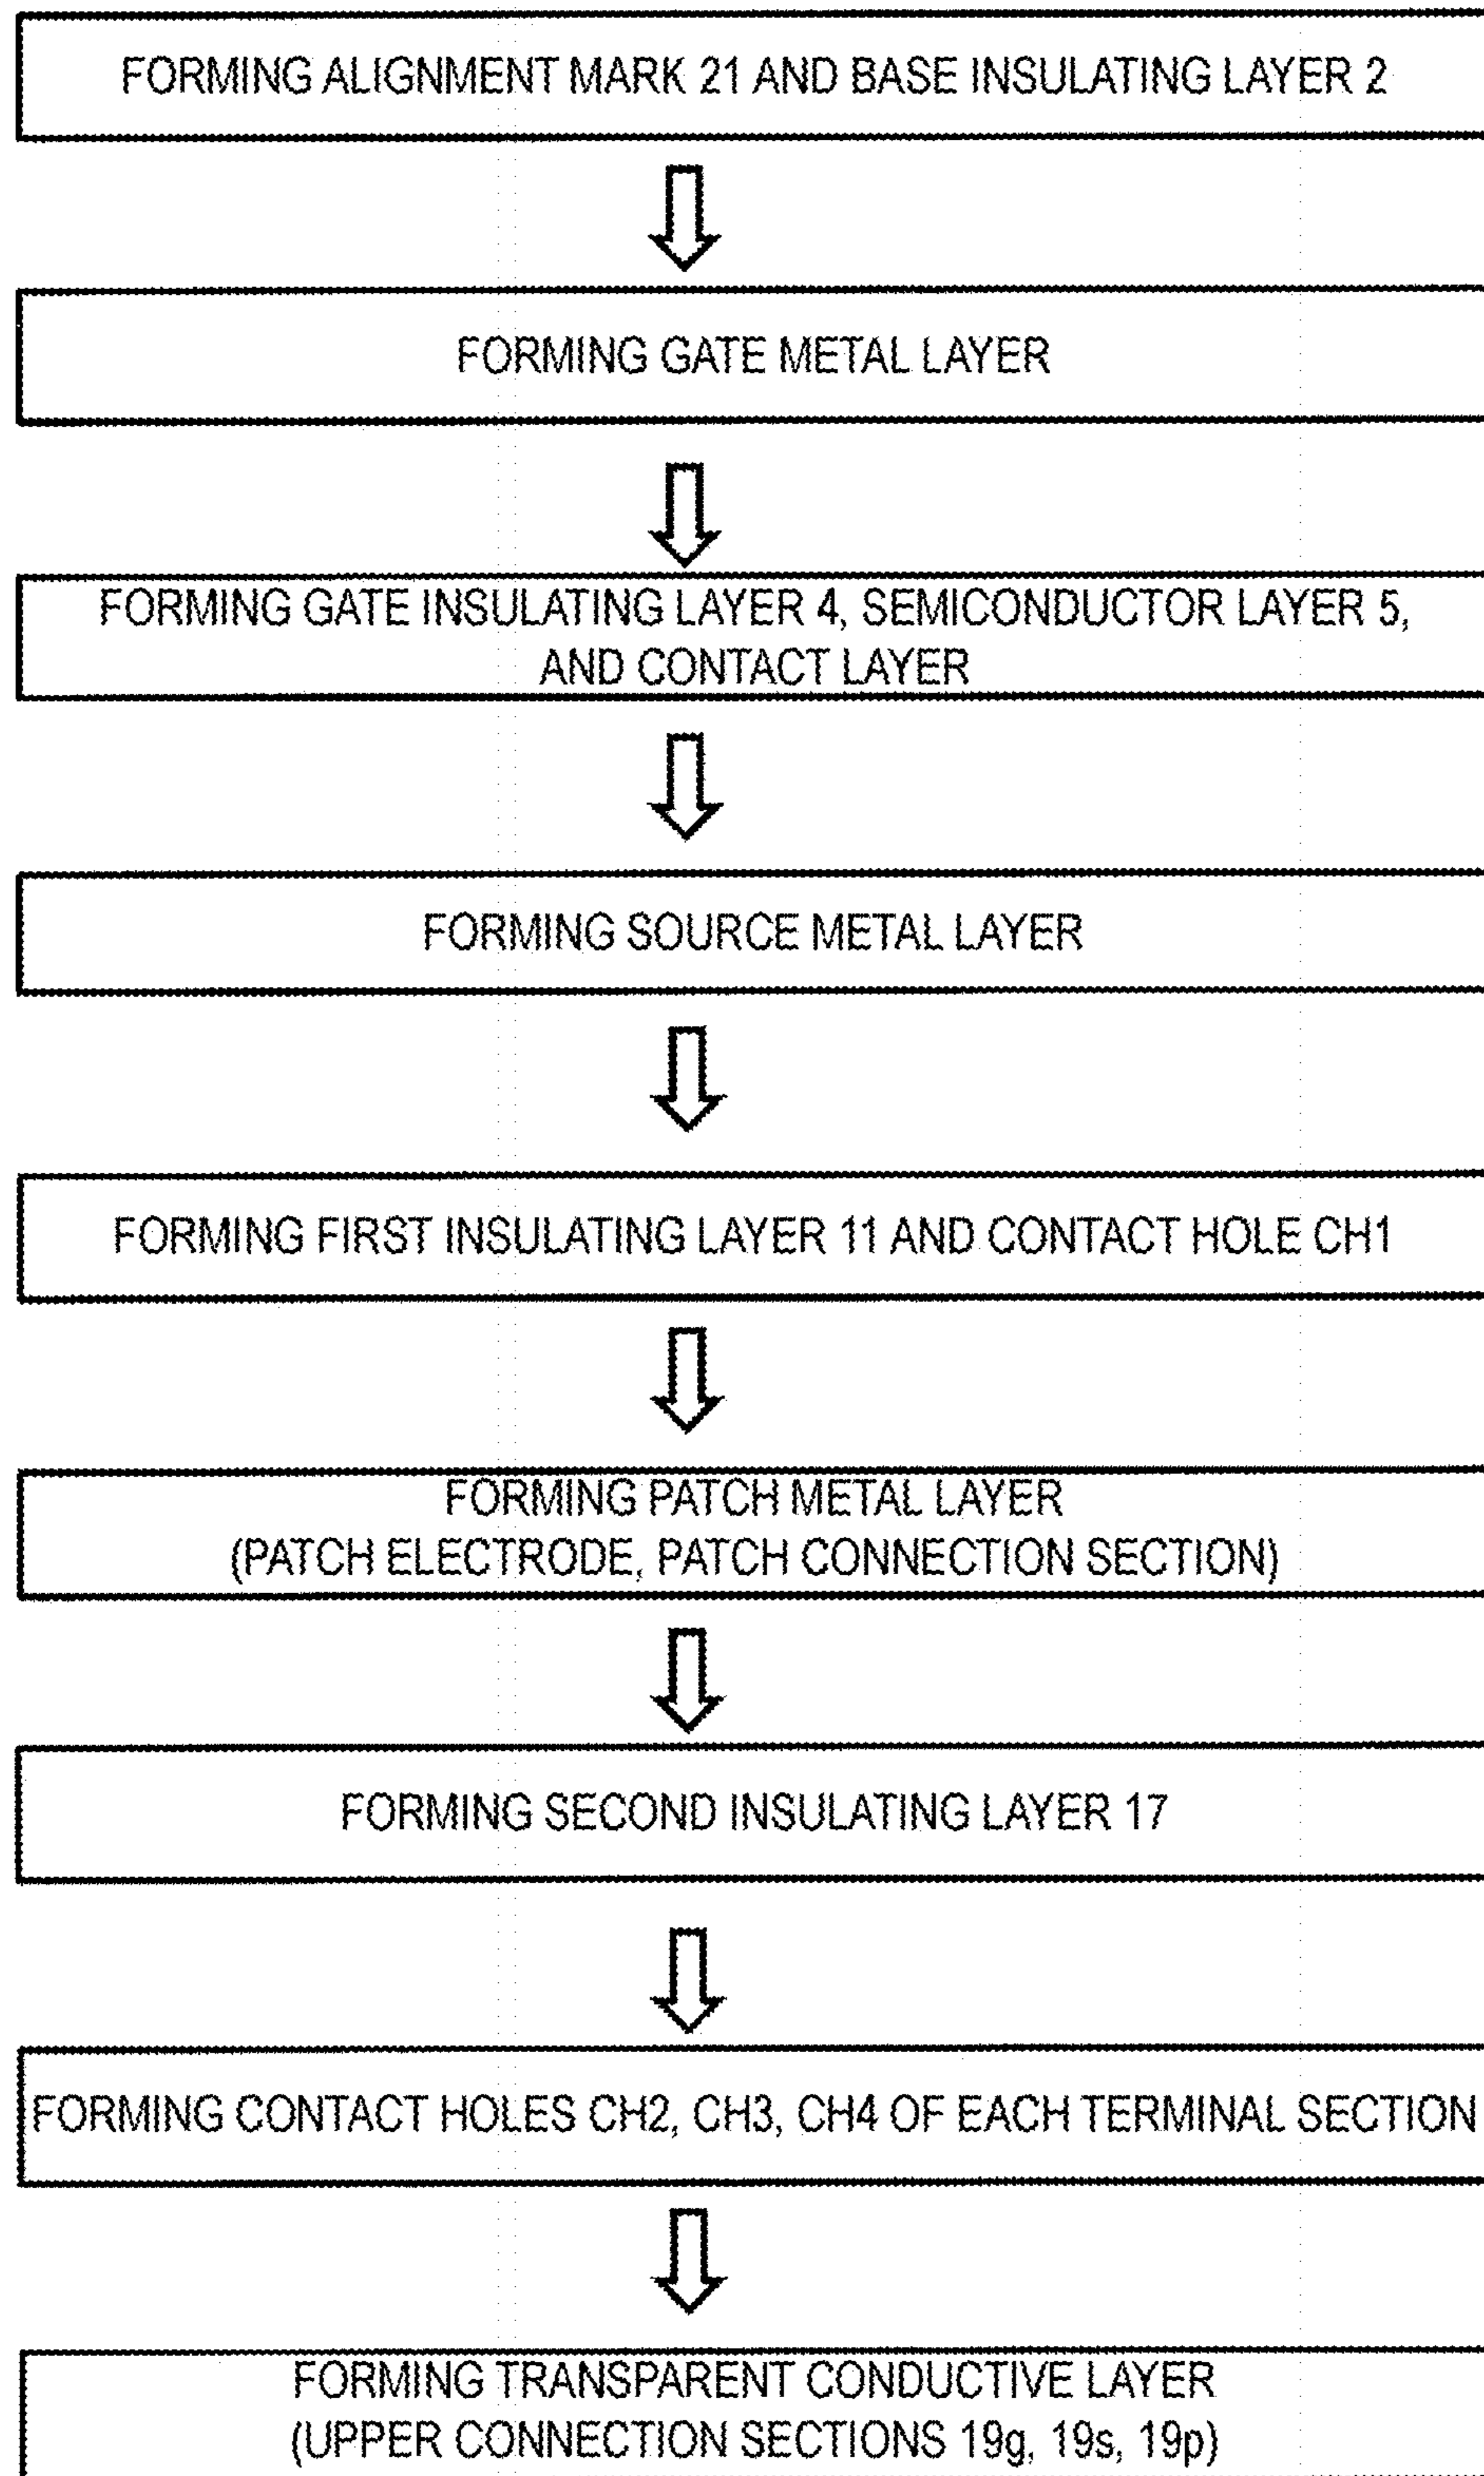 FORMING ALIGNMENT MARK 21 AND BASE INSULATING LAYER 2
FORMING GATE METAL LAYER
FORMING GATE INSULATING LAYER 4, SEMICONDUCTOR LAYER 5,
AND CONTACT LAYER
FORMING SOURCE METAL LAYER
FORMING FIRST INSULATING LAYER 11 AND CONTACT HOLE CH1
FORMING PATCH METAL LAYER
(PATCH ELECTRODE, PATCH CONNECTION SECTION)
FORMING SECOND INSULATING LAYER 17
FORMING CONTACT HOLES CH2, CH3, CH4 OF EACH TERMINAL SECTION
FORMING TRANSPARENT CONDUCTIVE LAYER
(UPPER CONNECTION SECTIONS 19g, 19s, 19p)